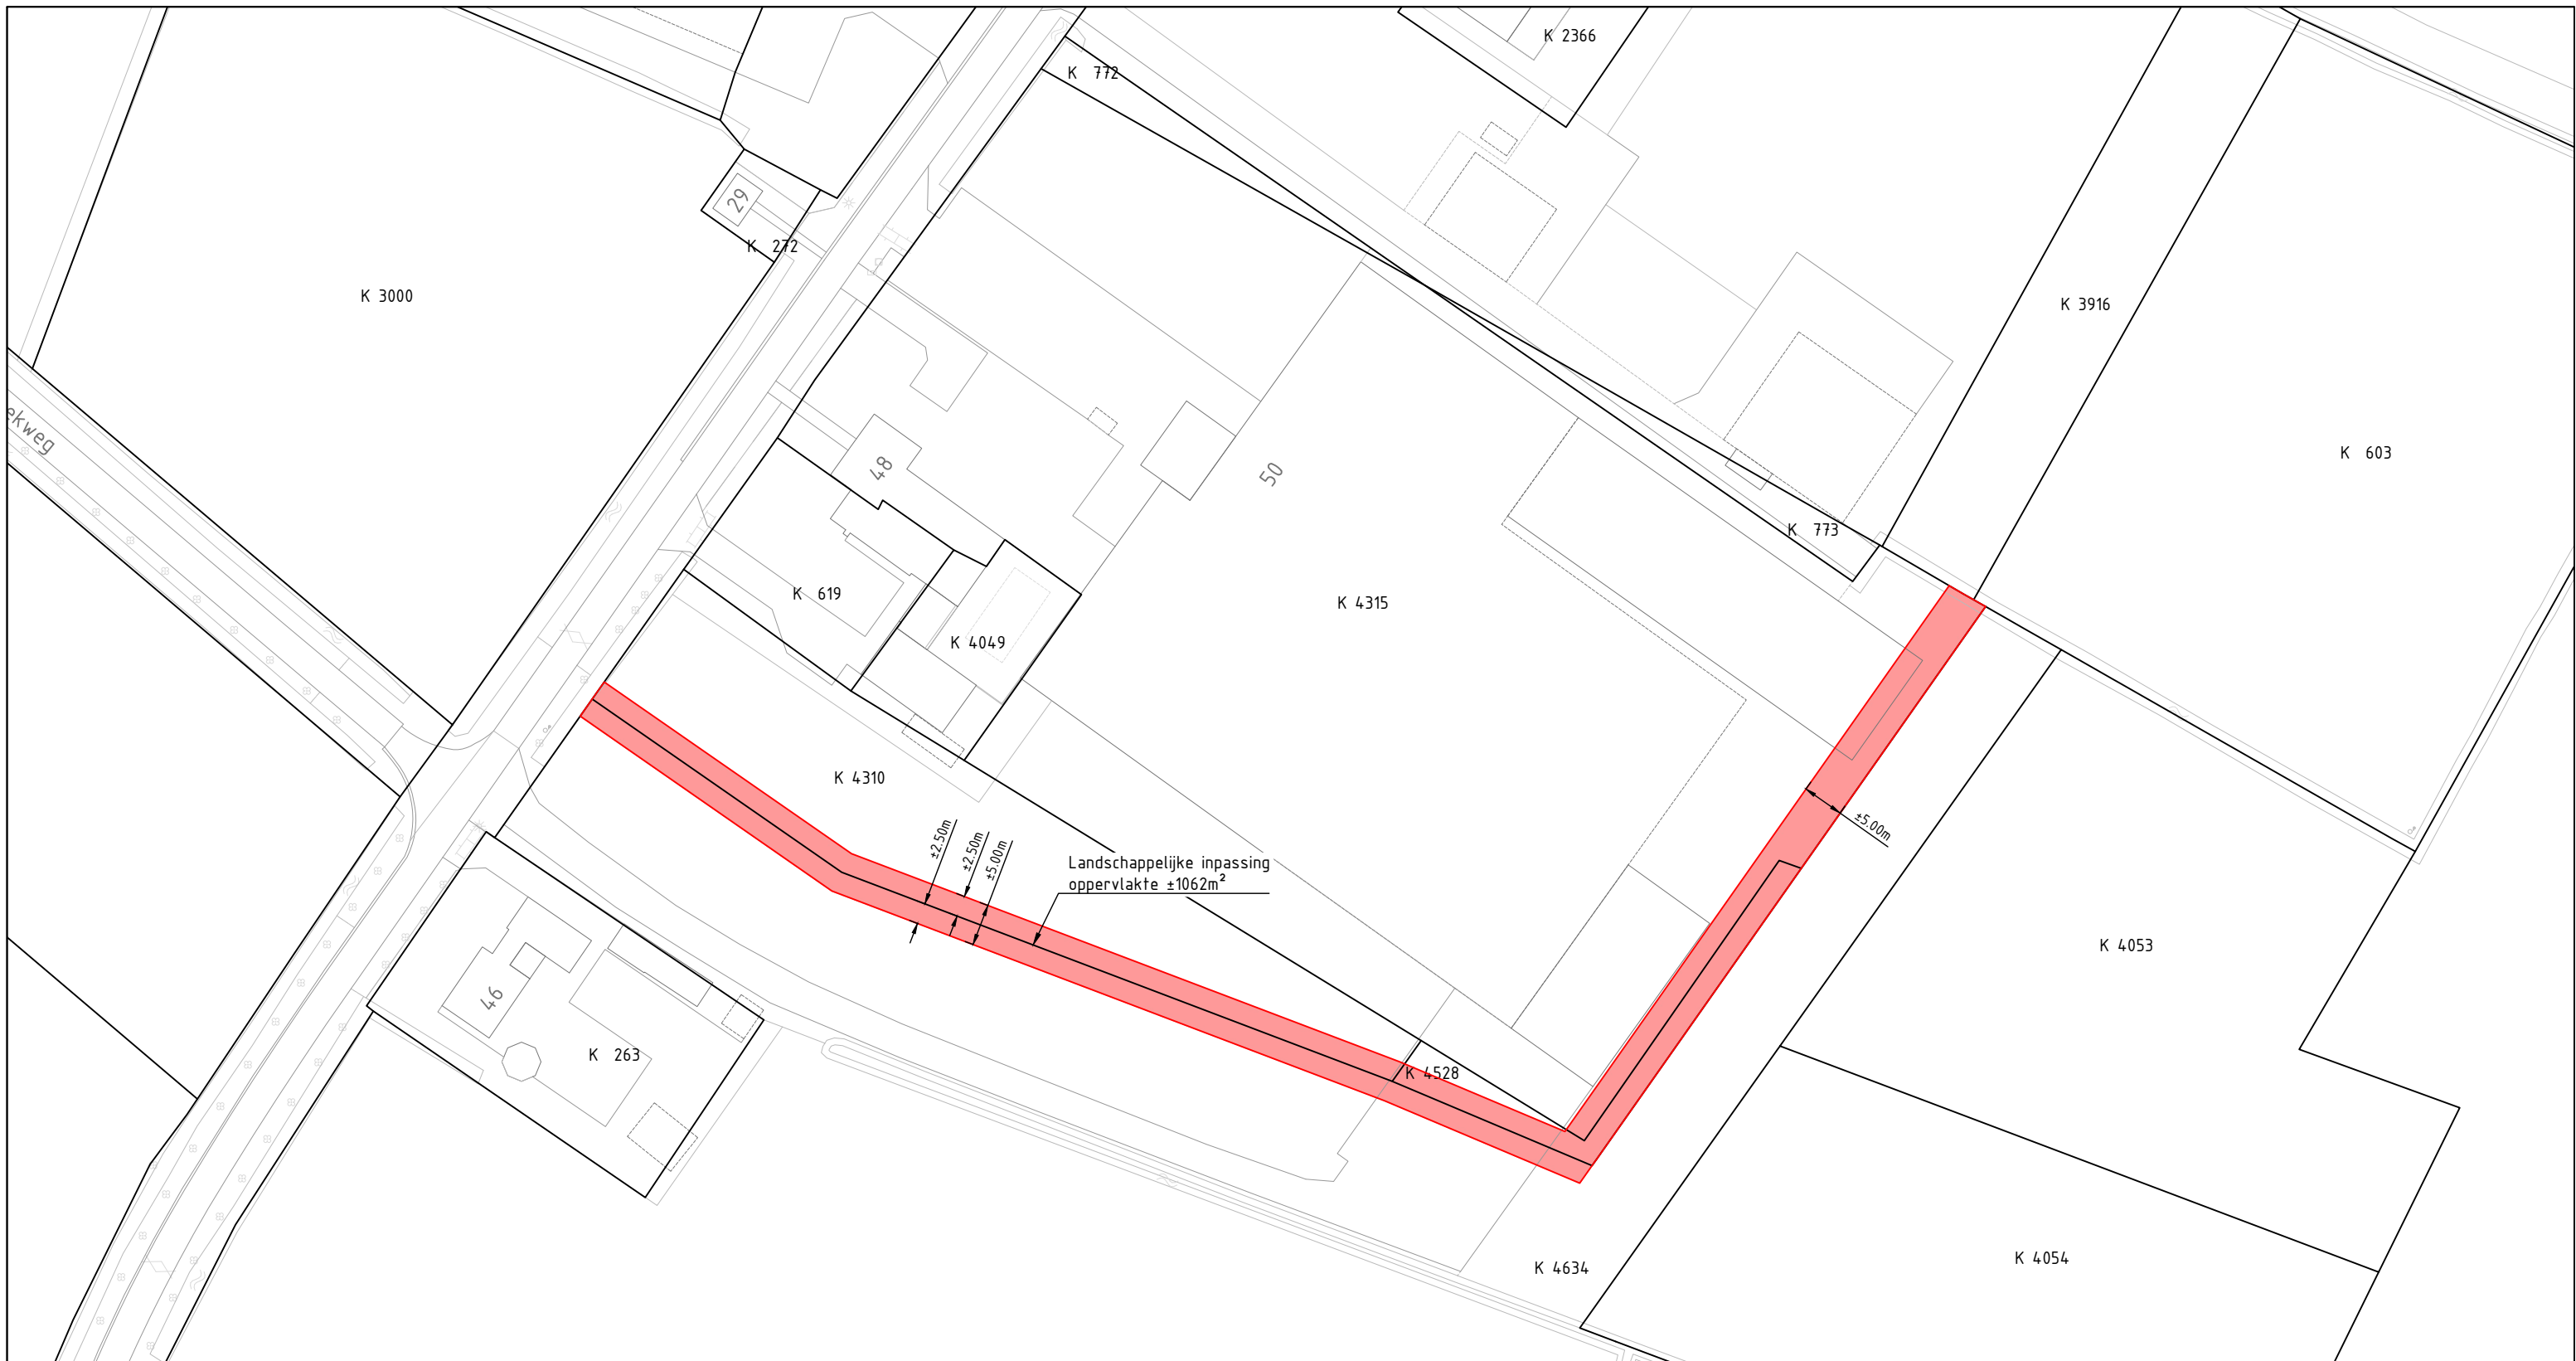 K 2366
K 772
29
K 272
K 3000
K 3916
ekweg
48
50
K 603
K 773
K 619
K 4315
K 4049
K 4310
±2.50m
±2.50m
±5.00m
±5.00m
Landschappelijke inpassing
oppervlakte ±1062m²
K 4053
46
K 263
K 4528
K 4634
K 4054